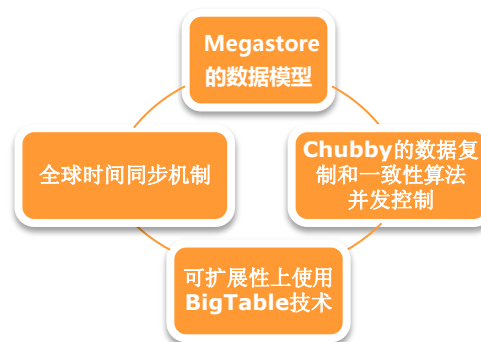 Megastore
的数据模型
全球时间同步机制
Chubby的数据复
制和一致性算法
并发控制
可扩展性上使用
BigTable技术